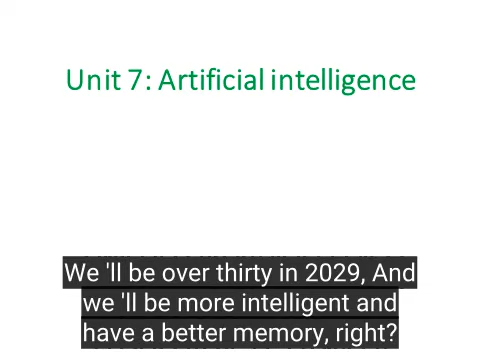 Unit 7: Artificial intelligence
We 'll be over thirty in 2029, And
we 'll be more intelligent and
have a better memory, right?